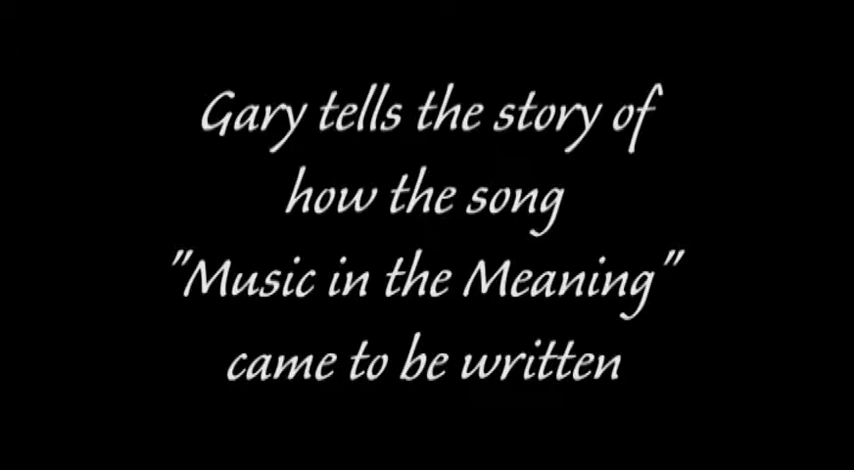 Gary tells the story of
how the song
"Music in the Meaning"
came to be written